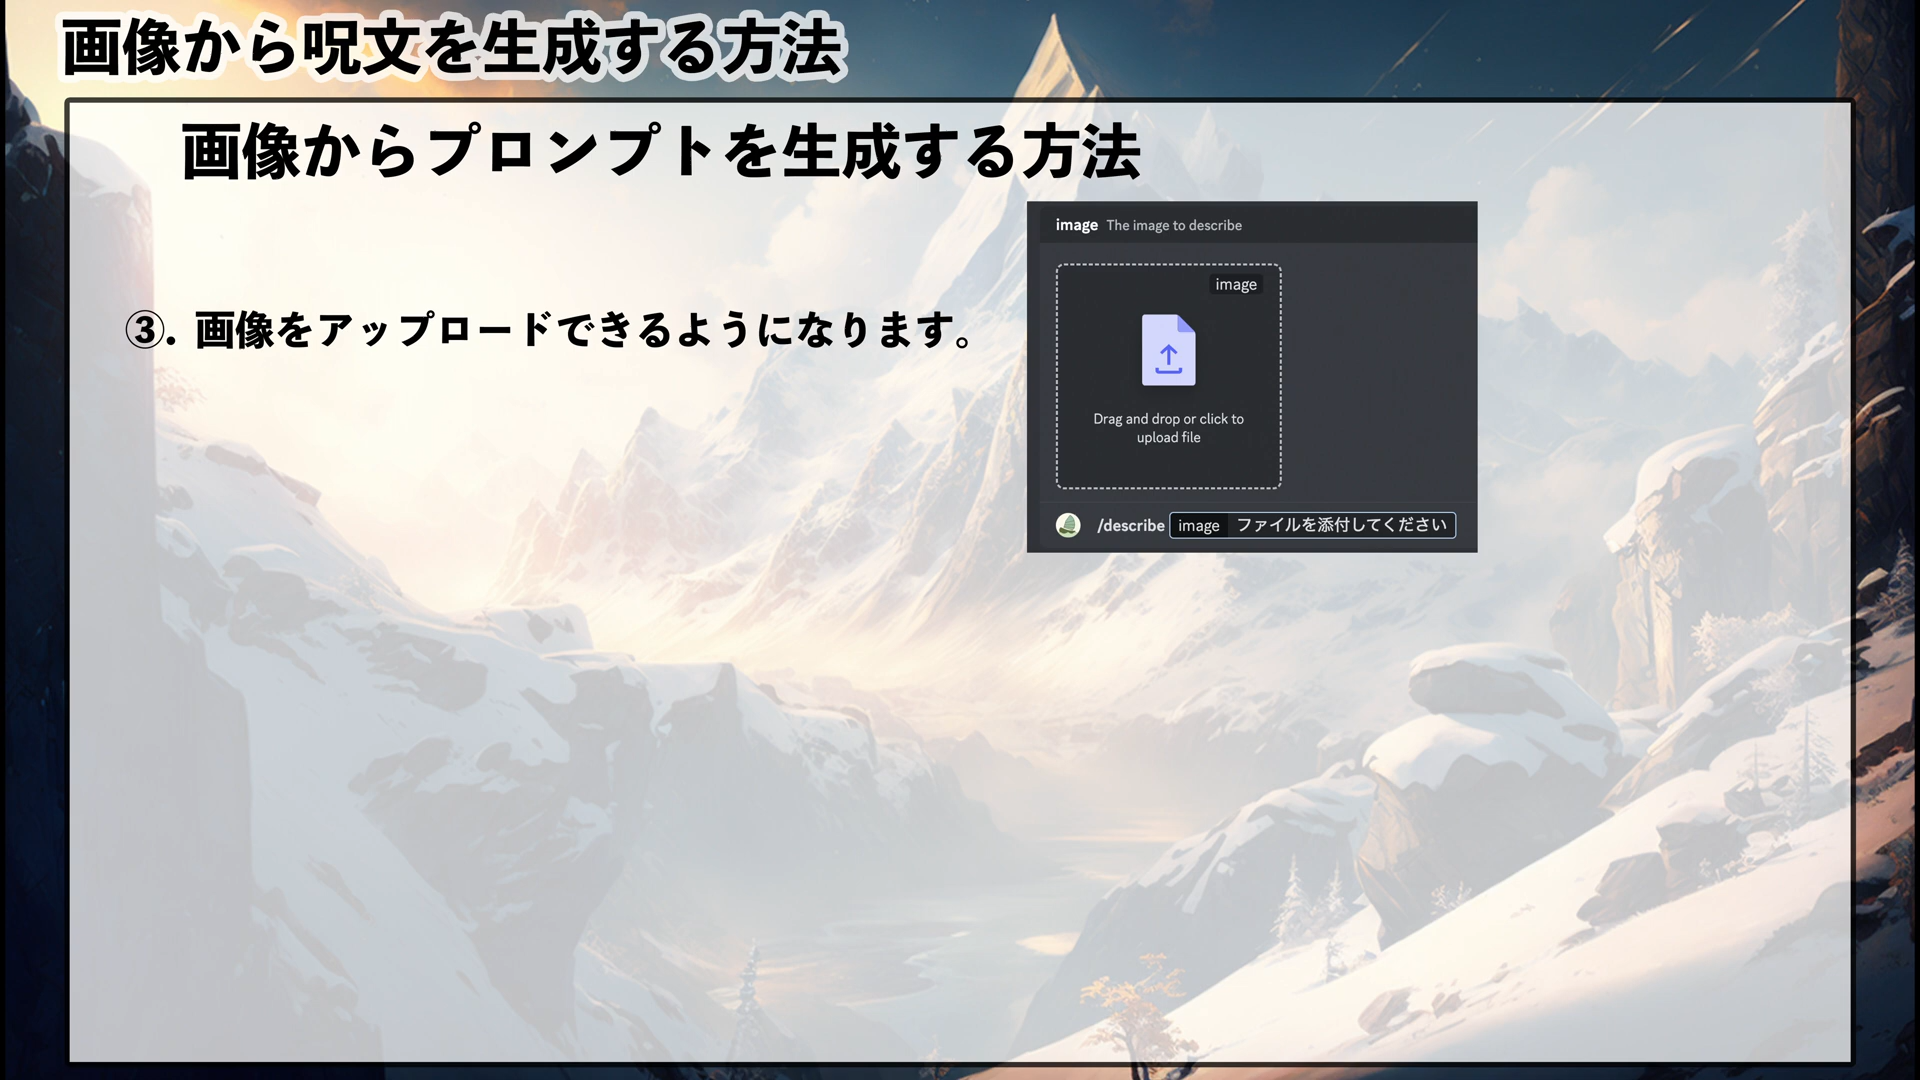 画像から呪文を生成する方法
画像からプロンプトを生成する方法
③. 画像をアップロードできるようになります。
image The image to describe
image
Drag and drop or click to
upload file
/describe image ファイルを添付してください